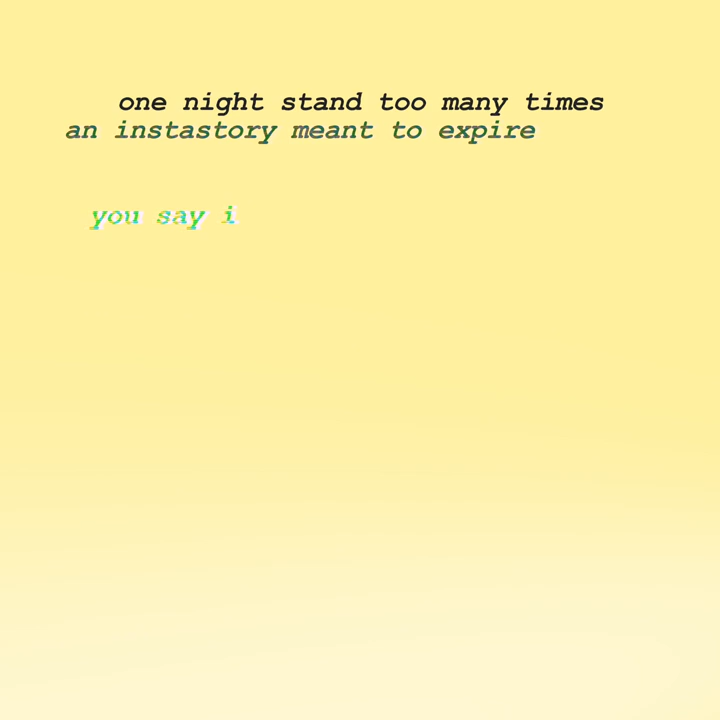 one night stand too many times
an instastory meant to expire
you say i